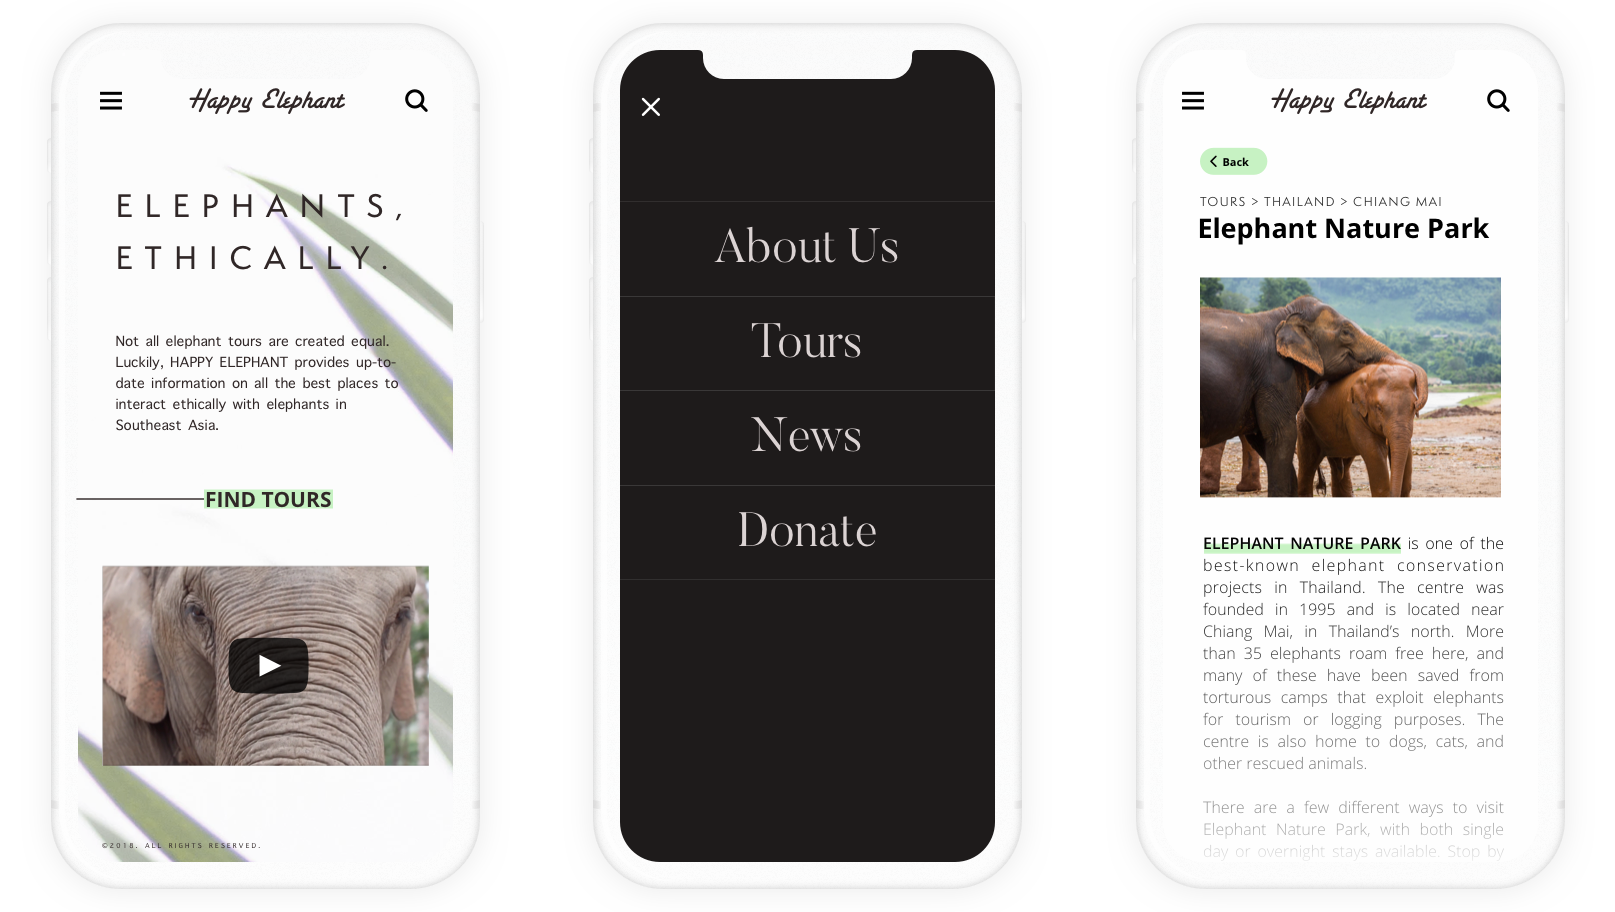 Happy Elephant
ELEPHANTS,
ETHICALLY.
Not all elephant tours are created equal.
Luckily, HAPPY ELEPHANT provides up-to-
date information on all the best places to
interact ethically with elephants in
Southeast Asia.
FIND TOURS
©2018. ALL RIGHTS RESERVED.
About Us
Tours
News
Donate
Happy Elephant
Back
TOURS > THAILAND > CHIANG MAI
Elephant Nature Park
ELEPHANT NATURE PARK is one of the
best-known elephant conservation
projects in Thailand. The centre was
founded in 1995 and is located near
Chiang Mai, in Thailand's north. More
than 35 elephants roam free here, and
many of these have been saved from
torturous camps that exploit elephants
for tourism or logging purposes. The
centre is also home to dogs, cats, and
other rescued animals.
There are a few different ways to visit
Elephant Nature Park, with both single
day or overnight stays available. Stop by